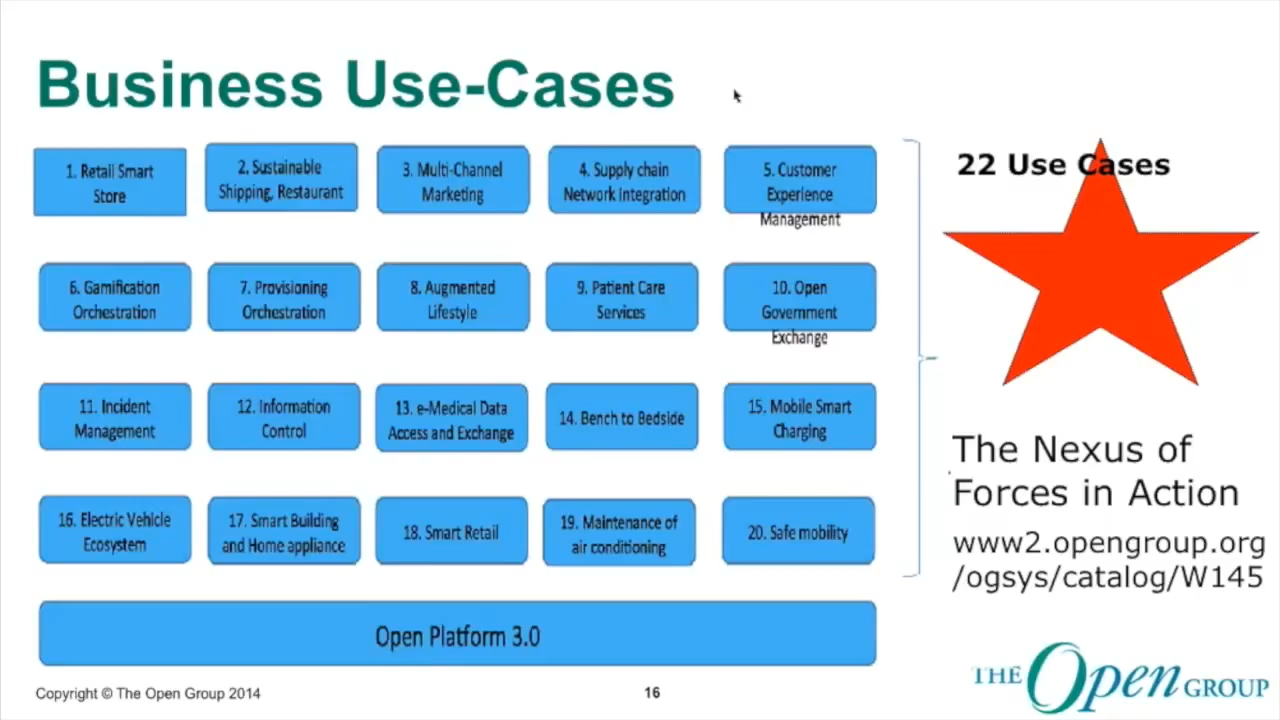 Business Use-Cases
1. Retail Smart
Store
2. Sustainable
Shipping, Restaurant
3. Multi-Channel
Marketing
4. Supply chain
Network Integration
5. Customer
Experience
Management
22 Use Cases
6. Gamification
Orchestration
7. Provisioning
Orchestration
8. Augmented
Lifestyle
9. Patient Care
Services
10. Open
Government
Exchange
11. Incident
Management
12. Information
Control
13. e-Medical Data
Access and Exchange
14. Bench to Bedside
15. Mobile Smart
Charging
16. Electric Vehicle
Ecosystem
17. Smart Building
and Home appliance
18. Smart Retail
19. Maintenance of
air conditioning
20. Safe mobility
The Nexus of
Forces in Action
www2.opengroup.org
/ogsys/catalog/W145
Open Platform 3.0
Copyright © The Open Group 2014
16
THE Open GROUP